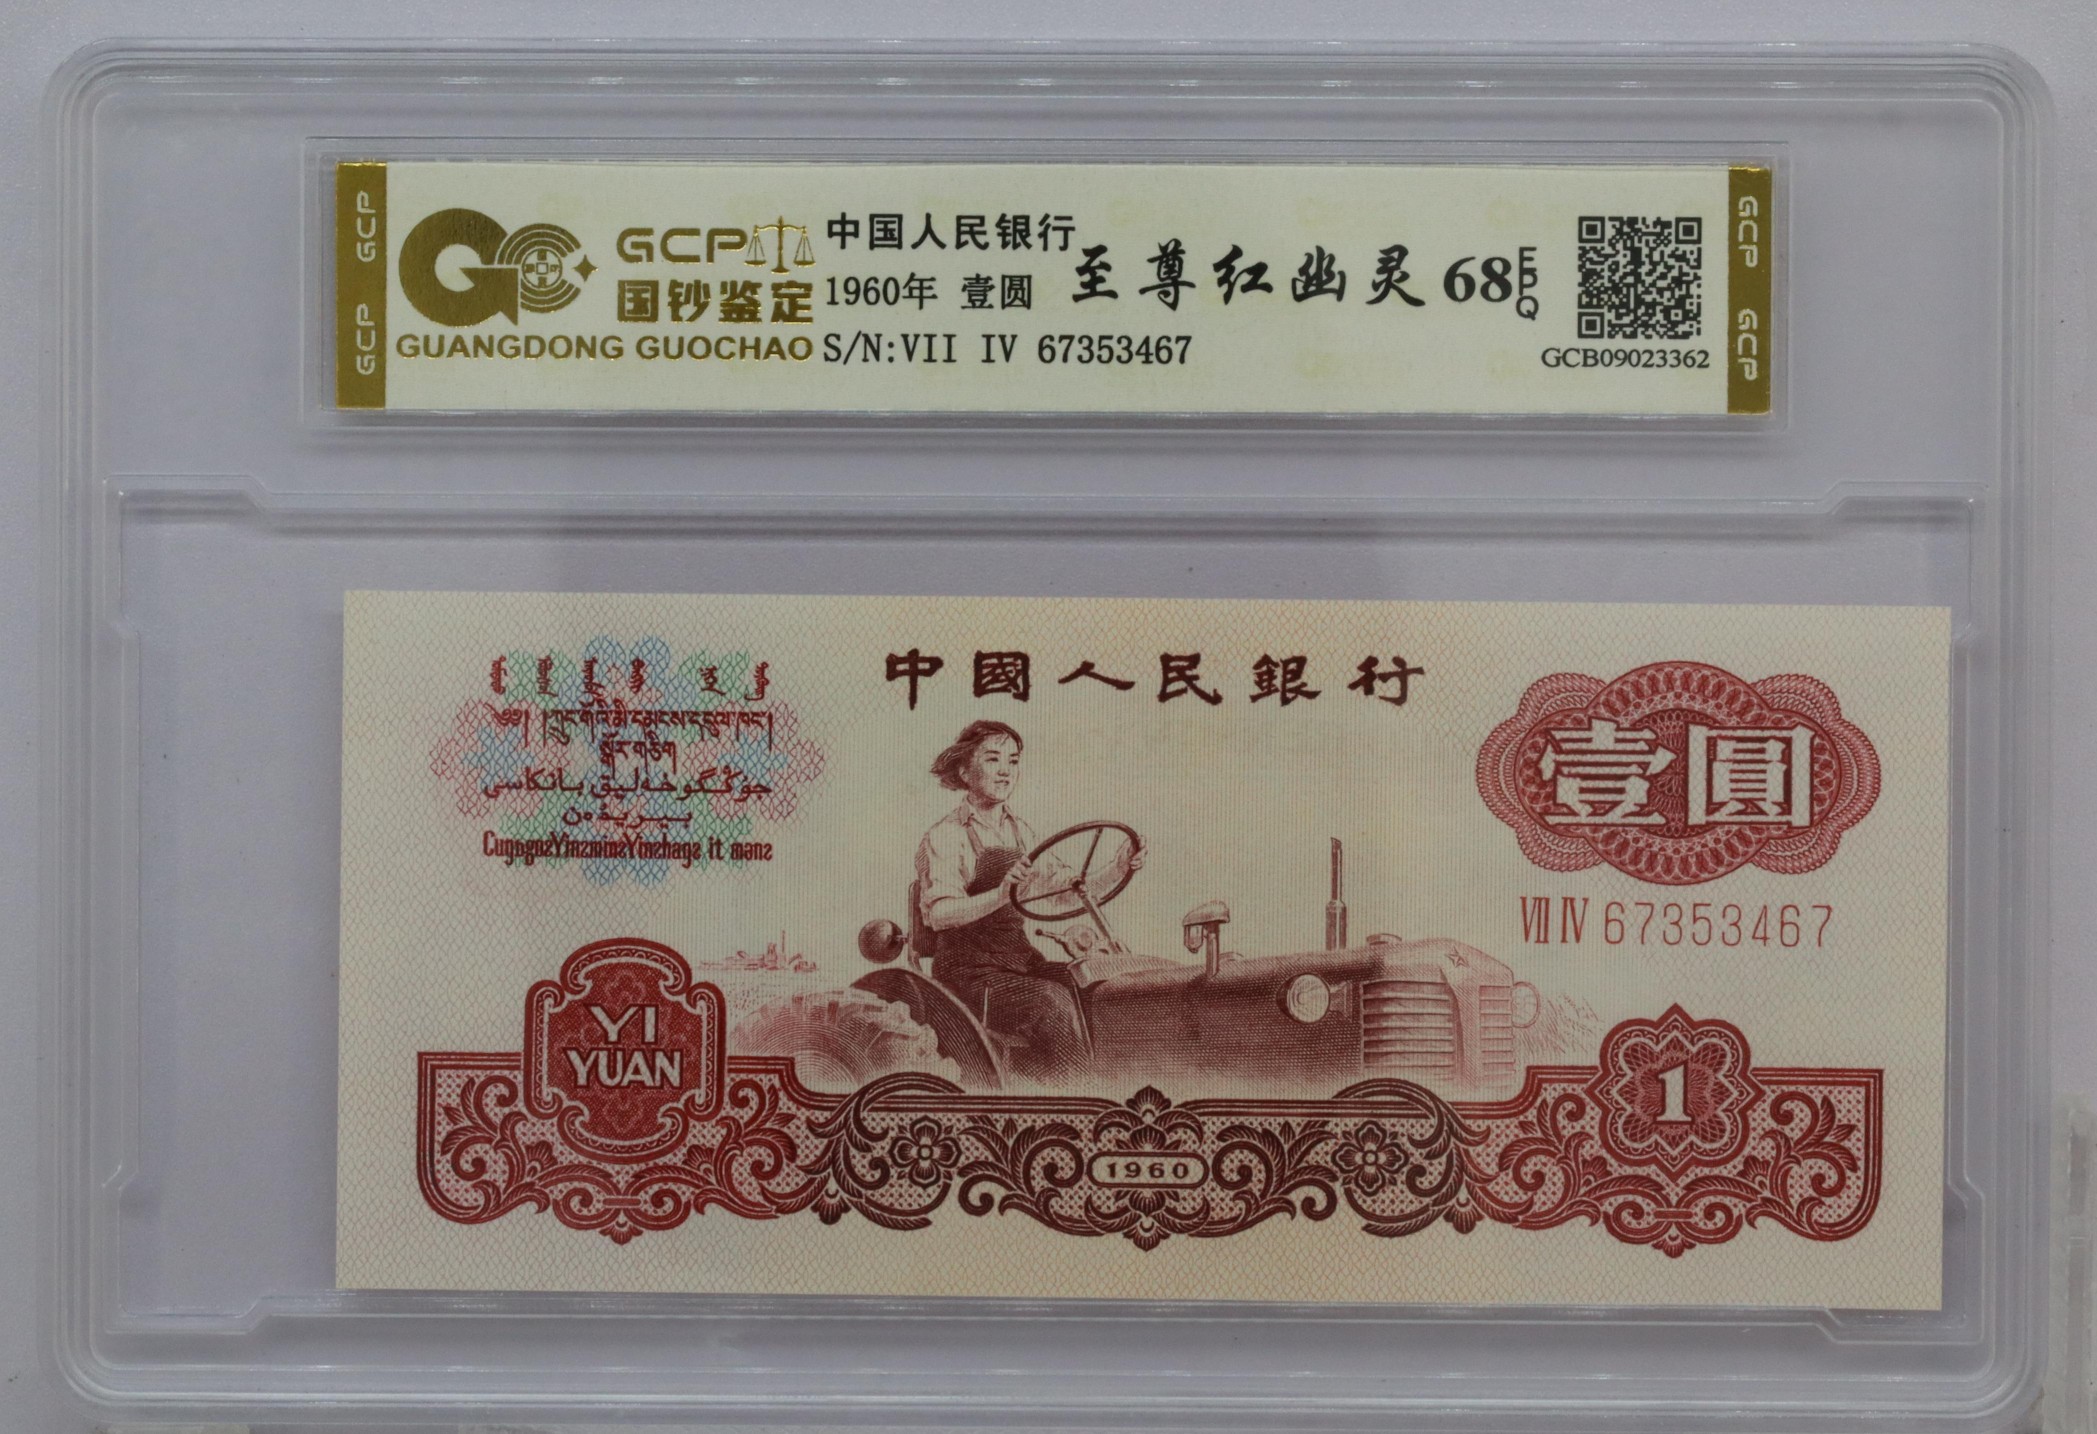 GCP
GCP
GCP
国钞鉴定
GUANGDONG GUOCHAO
中国人民银行
1960年 壹圆
S/N:VII IV 67353467
至尊红幽灵 68 EPQ
GCB09023362
GCP
GCP
中國人民銀行
壹圓
VII IV 67353467
YI
YUAN
1960
1